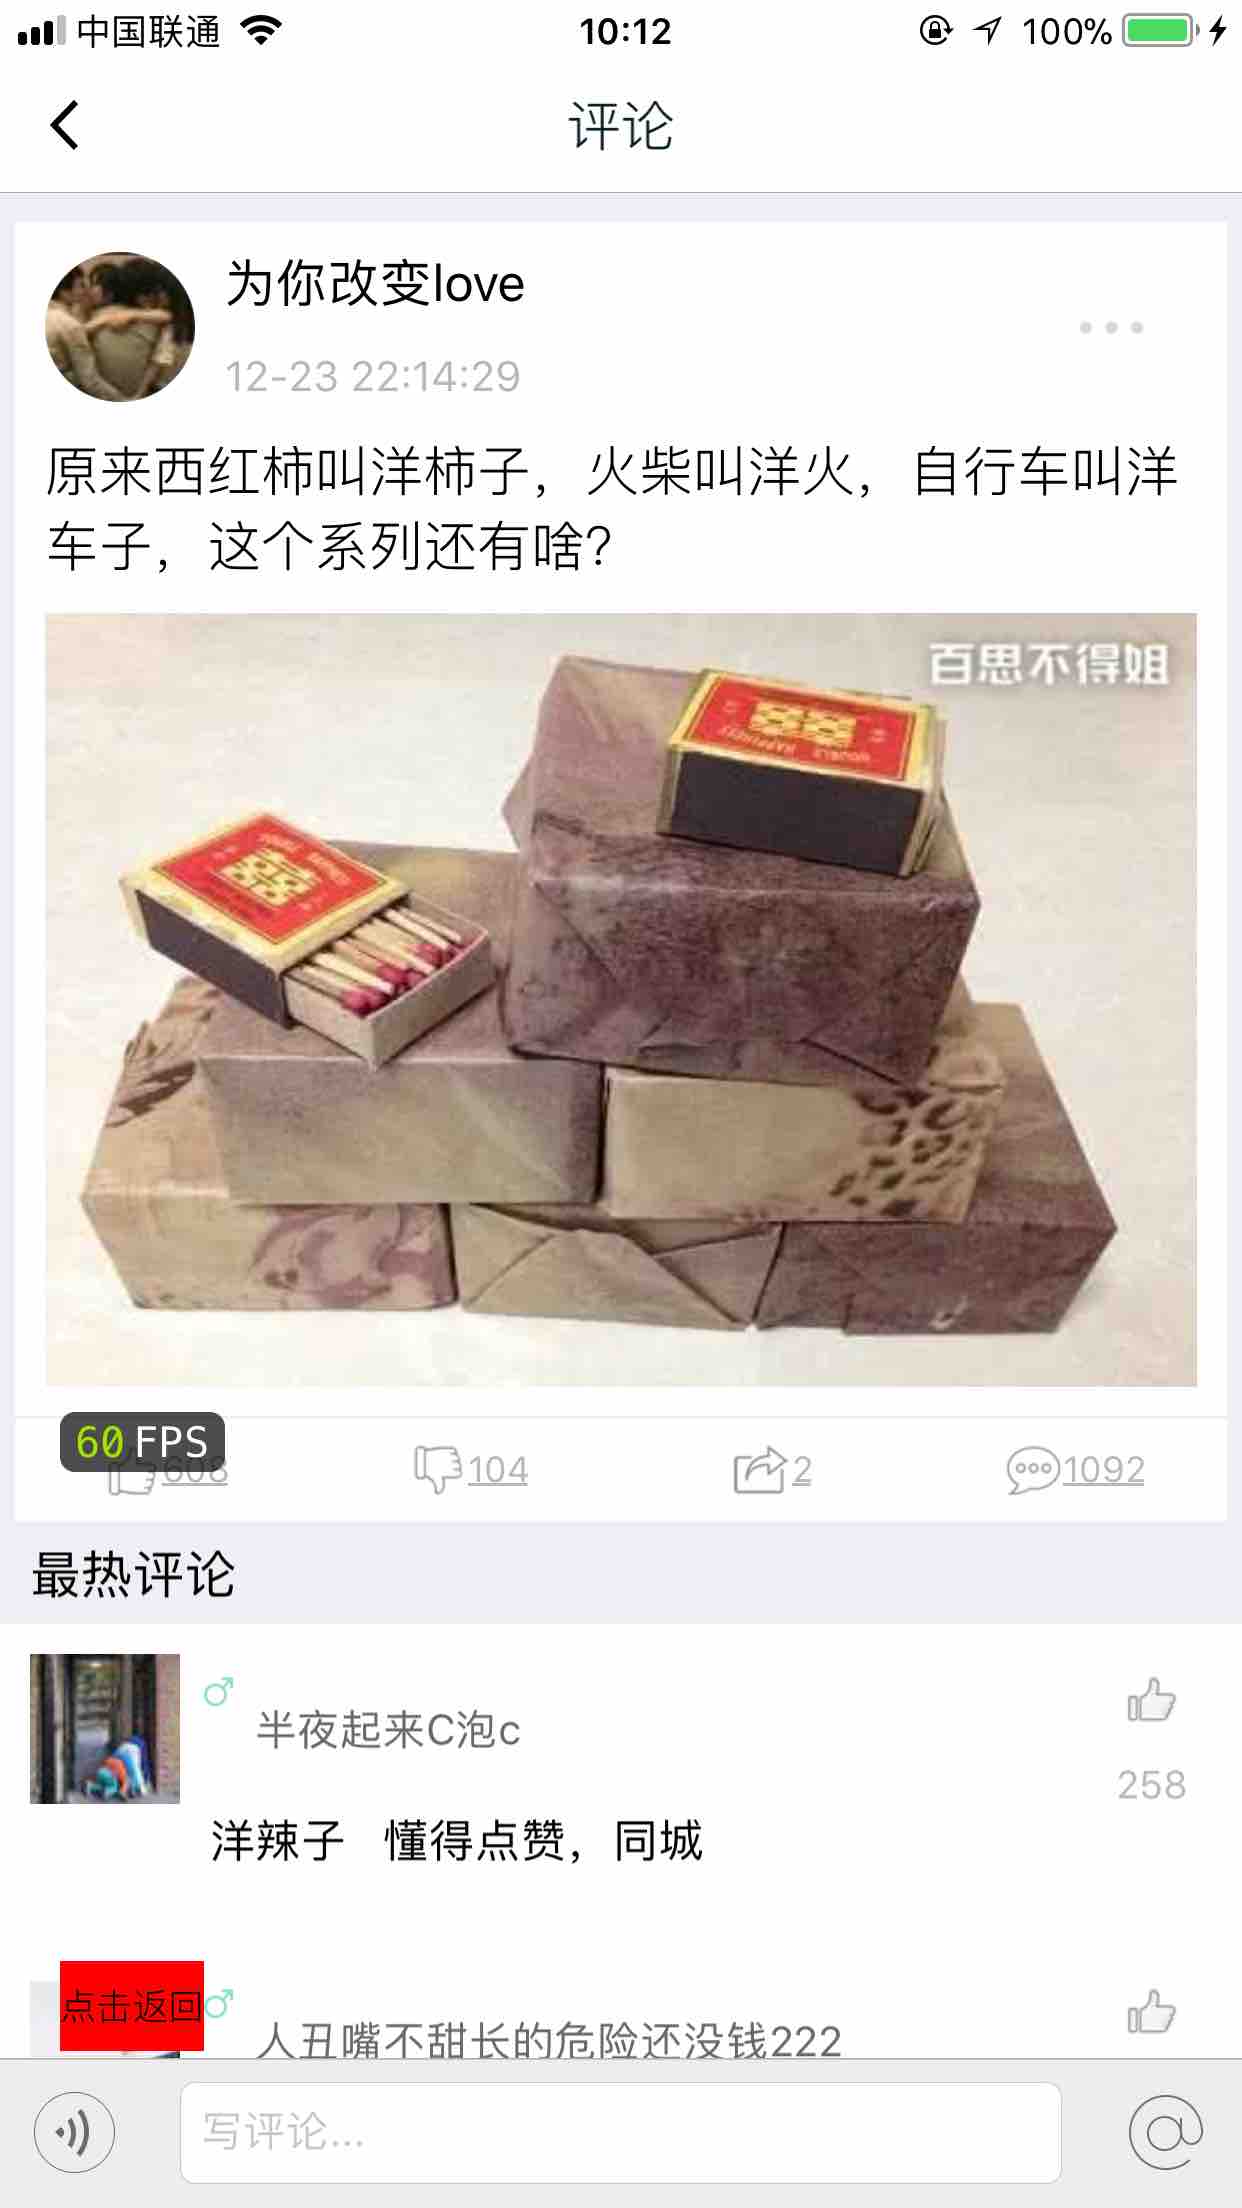 中国联通
10:12
100%
评论
为你改变love
12-23 22:14:29
原来西红柿叫洋柿子，火柴叫洋火，自行车叫洋
车子，这个系列还有啥？
百思不得姐
60 FPS
608
104
2
1092
最热评论
半夜起来C泡c
258
洋辣子 懂得点赞，同城
点击返回
人丑嘴不甜长的危险还没钱222
写评论...
@